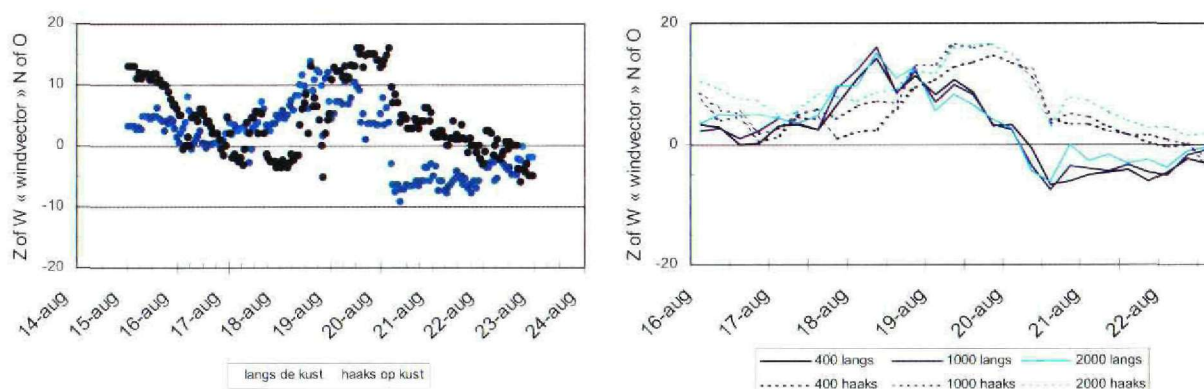 Z of W « windvector » N of O
20
10
0
-10
-20
14-aug
15-aug
16-aug
17-aug
18-aug
19-aug
20-aug
21-aug
22-aug
23-aug
24-aug
langs de kust haaks op kust
Z of W « windvector » N of O
20
0
-20
16-aug
17-aug
18-aug
19-aug
20-aug
21-aug
22-aug
400 langs 1000 langs 2000 langs
400 haaks 1000 haaks 2000 haaks